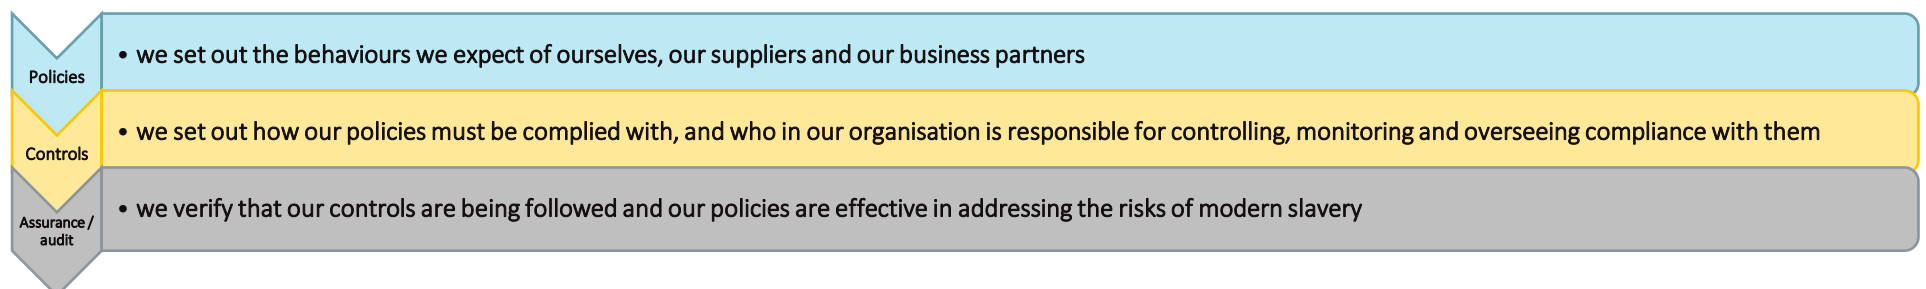 Policies
• we set out the behaviours we expect of ourselves, our suppliers and our business partners
Controls
• we set out how our policies must be complied with, and who in our organisation is responsible for controlling, monitoring and overseeing compliance with them
Assurance /
audit
• we verify that our controls are being followed and our policies are effective in addressing the risks of modern slavery